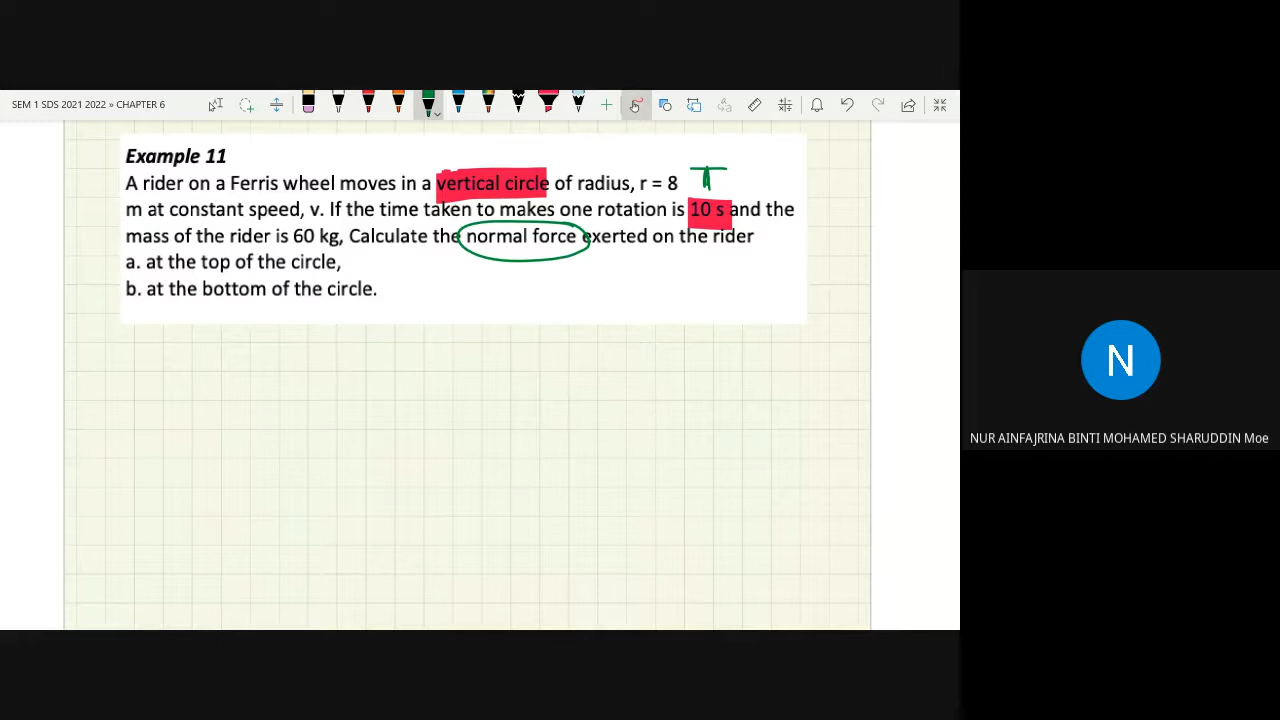 SEM 1 SDS 2021 2022 » CHAPTER 6
Example 11
A rider on a Ferris wheel moves in a vertical circle of radius, r = 8
m at constant speed, v. If the time taken to makes one rotation is 10 s and the
mass of the rider is 60 kg, Calculate the normal force exerted on the rider
a. at the top of the circle,
b. at the bottom of the circle.
T
N
NUR AINFAJRINA BINTI MOHAMED SHARUDDIN Moe